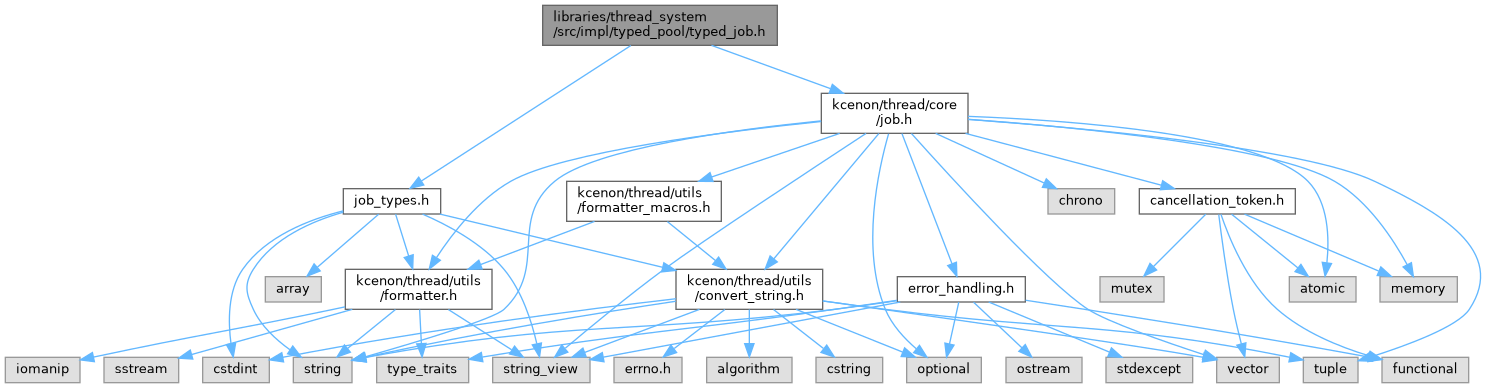 libraries/thread_system
/src/impl/typed_pool/typed_job.h
kcenon/thread/core
/job.h
job_types.h
kcenon/thread/utils
/formatter_macros.h
chrono
cancellation_token.h
array
kcenon/thread/utils
/formatter.h
kcenon/thread/utils
/convert_string.h
error_handling.h
mutex
atomic
memory
iomanip
sstream
cstdint
string
type_traits
string_view
errno.h
algorithm
cstring
optional
ostream
stdexcept
vector
tuple
functional